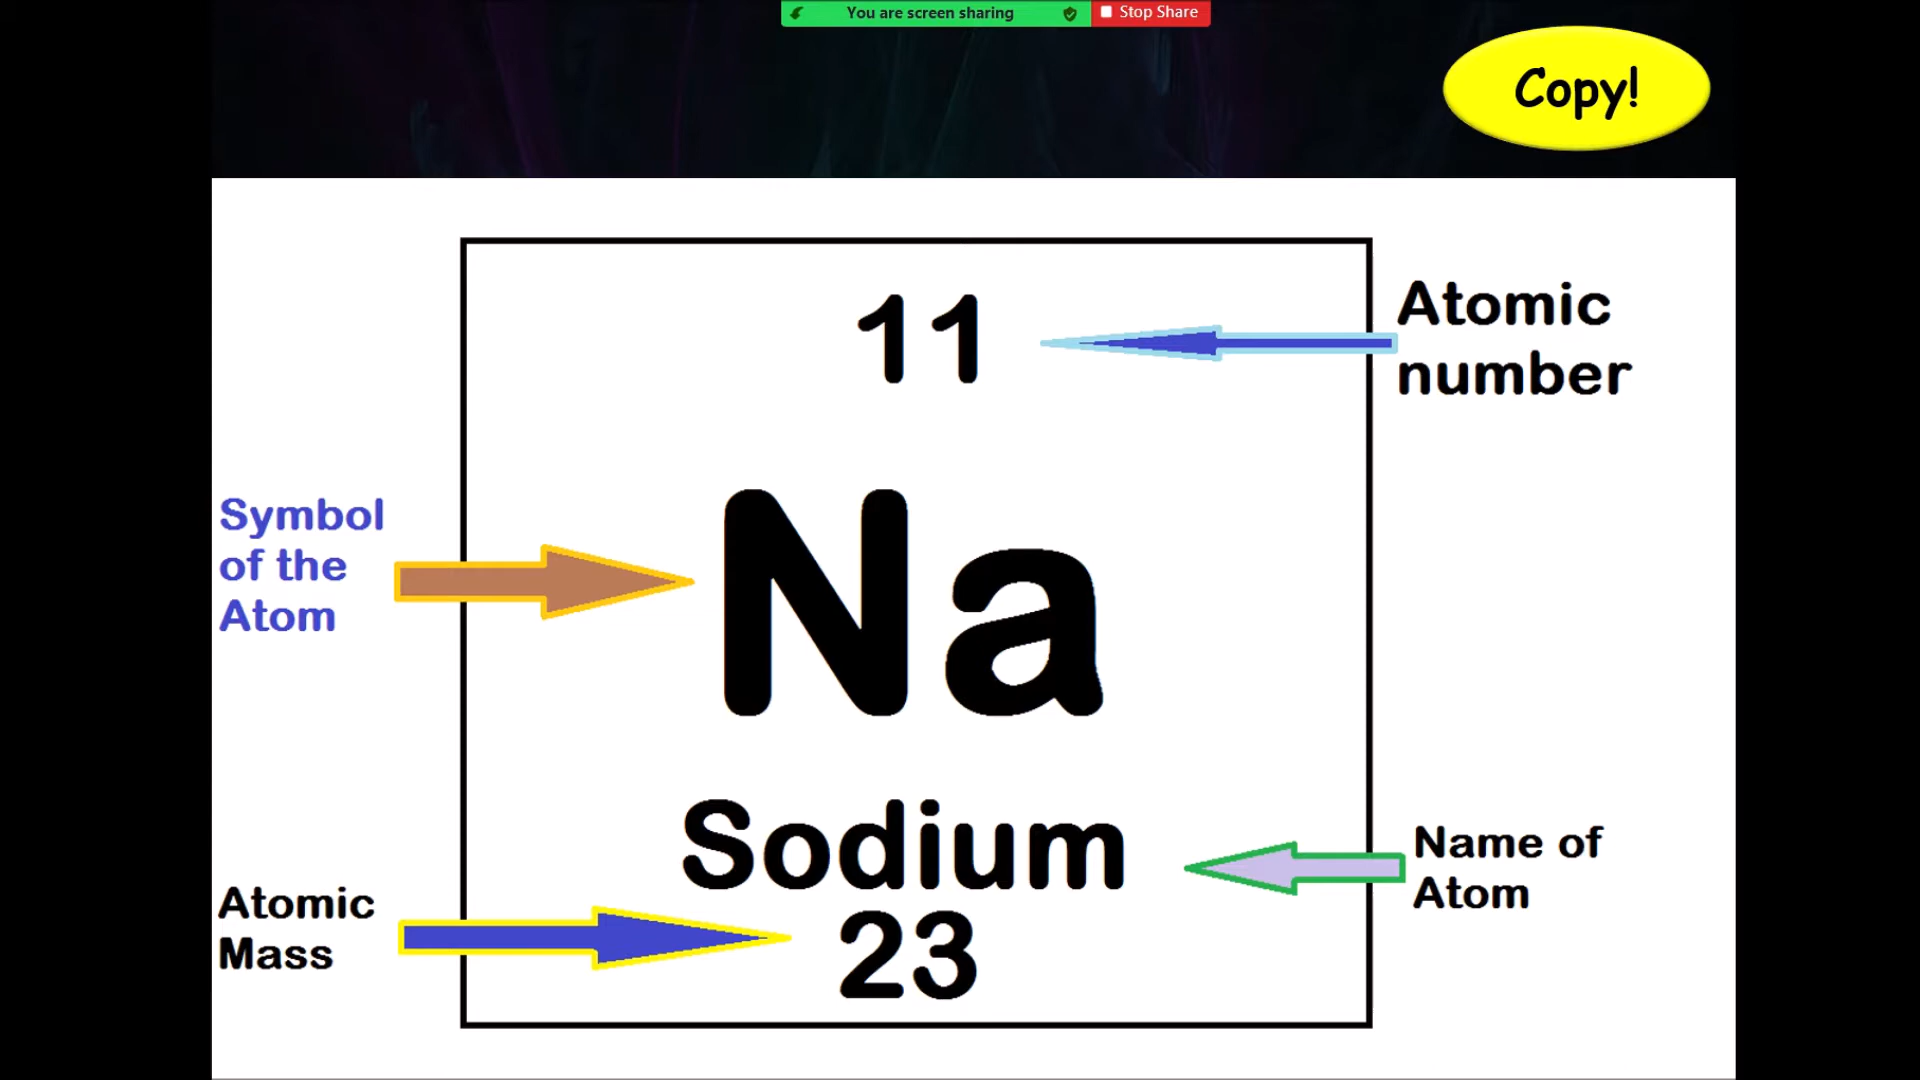 You are screen sharing
Stop Share
Copy!
11
Atomic
number
Symbol
of the
Atom
Na
Sodium
Name of
Atom
Atomic
Mass
23